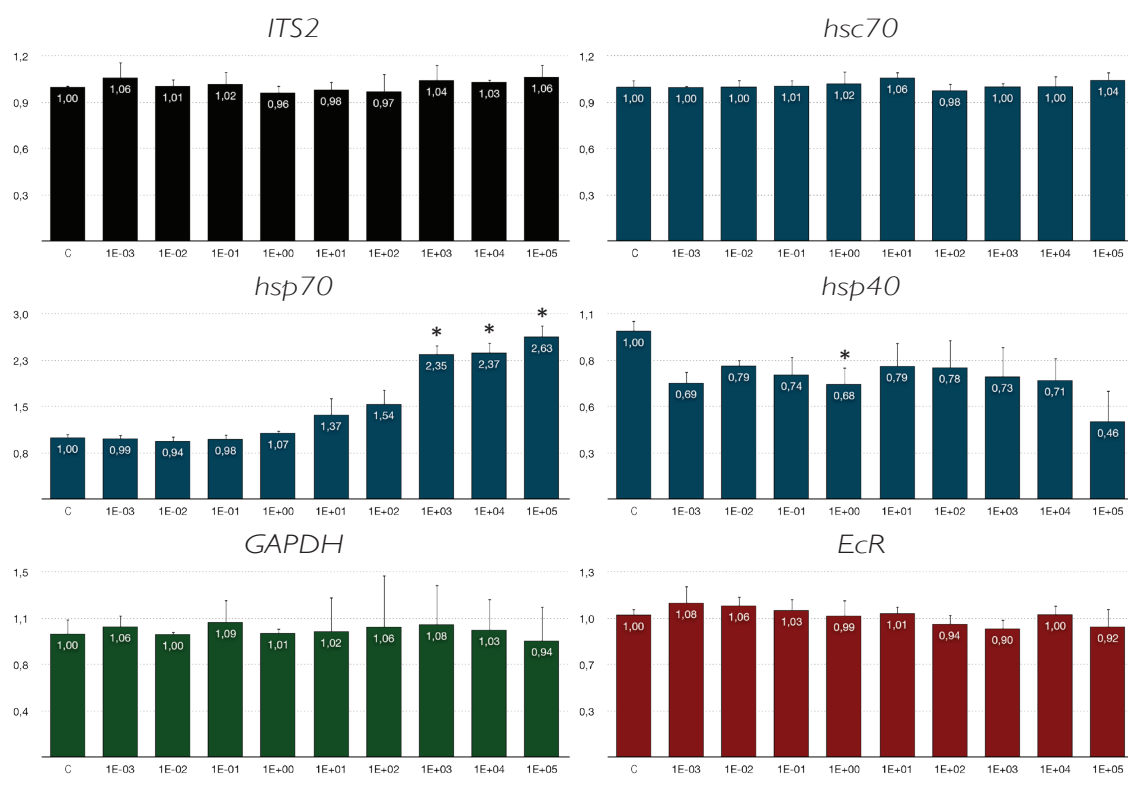 ITS2
1,2
0,9
0,6
0,3
1,00 1,06 1,01 1,02 0,96 0,98 0,97 1,04 1,03 1,06
C 1E-03 1E-02 1E-01 1E+00 1E+01 1E+02 1E+03 1E+04 1E+05
hsc70
1,2
0,9
0,6
0,3
1,00 1,00 1,00 1,01 1,02 1,06 0,98 1,00 1,00 1,04
C 1E-03 1E-02 1E-01 1E+00 1E+01 1E+02 1E+03 1E+04 1E+05
hsp70
3,0
2,3
1,5
0,8
* * *
1,00 0,99 0,94 0,98 1,07 1,37 1,54 2,35 2,37 2,63
C 1E-03 1E-02 1E-01 1E+00 1E+01 1E+02 1E+03 1E+04 1E+05
hsp40
1,1
0,8
0,6
0,3
*
1,00 0,69 0,79 0,74 0,68 0,79 0,78 0,73 0,71 0,46
C 1E-03 1E-02 1E-01 1E+00 1E+01 1E+02 1E+03 1E+04 1E+05
GAPDH
1,5
1,1
0,8
0,4
1,00 1,06 1,00 1,09 1,01 1,02 1,06 1,08 1,03 0,94
C 1E-03 1E-02 1E-01 1E+00 1E+01 1E+02 1E+03 1E+04 1E+05
EcR
1,3
1,0
0,7
0,3
1,00 1,08 1,06 1,03 0,99 1,01 0,94 0,90 1,00 0,92
C 1E-03 1E-02 1E-01 1E+00 1E+01 1E+02 1E+03 1E+04 1E+05